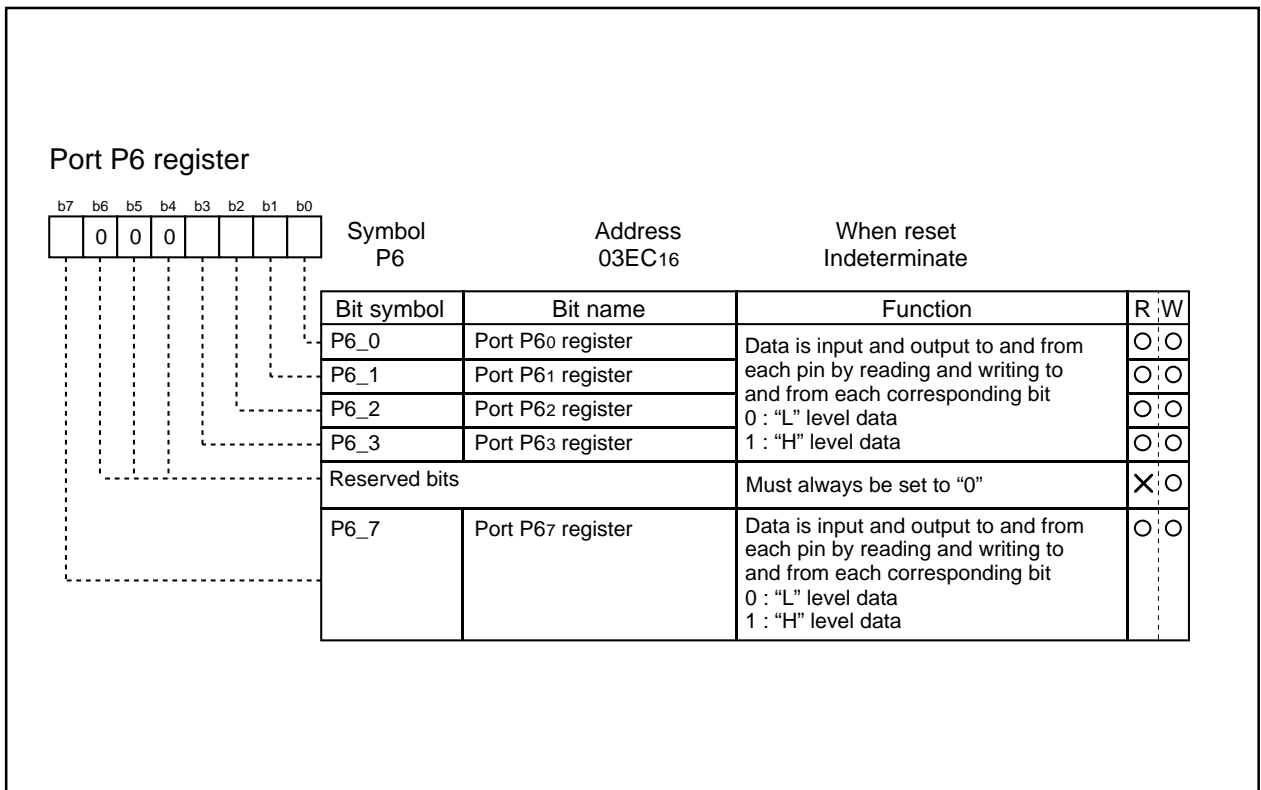 Port P6 register
b7 b6 b5 b4 b3 b2 b1 b0
0 0 0
Symbol Address When reset
P6 03EC16 Indeterminate
Bit symbol Bit name Function R W
P6_0 Port P60 register
P6_1 Port P61 register
P6_2 Port P62 register
P6_3 Port P63 register
Data is input and output to and from
each pin by reading and writing to
and from each corresponding bit
0 : “L” level data
1 : “H” level data
Reserved bits Must always be set to “0”
P6_7 Port P67 register
Data is input and output to and from
each pin by reading and writing to
and from each corresponding bit
0 : “L” level data
1 : “H” level data